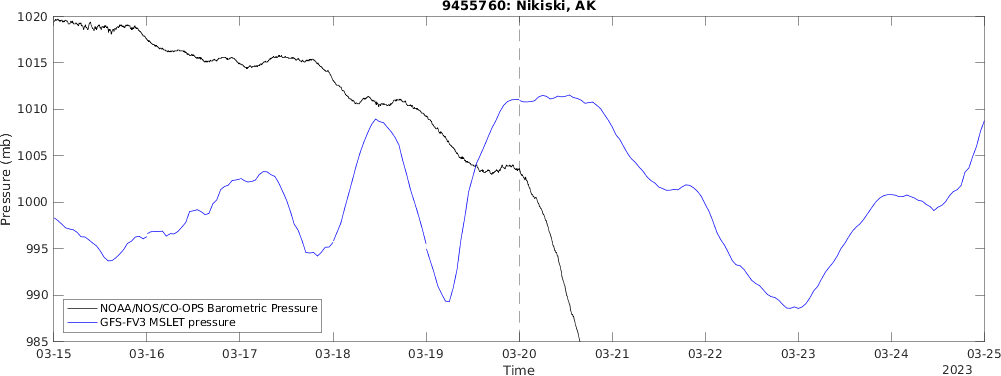 9455760: Nikiski, AK
Pressure (mb)
1020
1015
1010
1005
1000
995
990
985
NOAA/NOS/CO-OPS Barometric Pressure
GFS-FV3 MSLET pressure
03-15 03-16 03-17 03-18 03-19 03-20 03-21 03-22 03-23 03-24 03-25
Time
2023